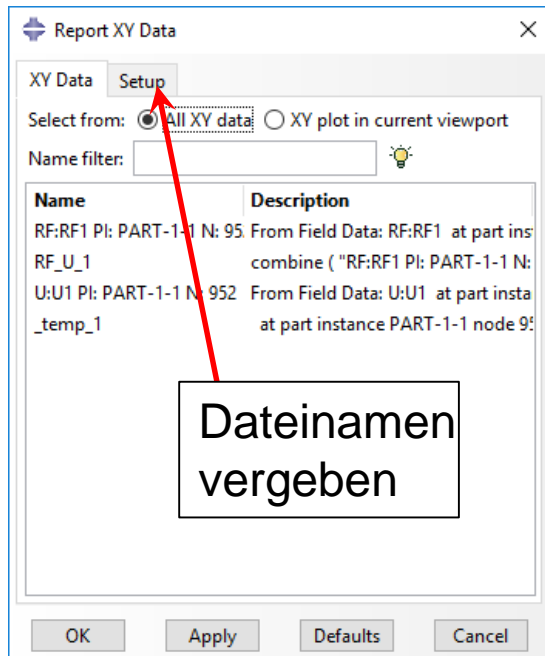 Report XY Data
XY Data Setup
Select from: All XY data XY plot in current viewport
Name filter:
Name Description
RF:RF1 PI: PART-1-1 N: 95 From Field Data: RF:RF1 at part ins
RF_U_1 combine ( "RF:RF1 PI: PART-1-1 N:
U:U1 PI: PART-1-1 N: 952 From Field Data: U:U1 at part insta
_temp_1 at part instance PART-1-1 node 95
Dateinamen
vergeben
OK Apply Defaults Cancel